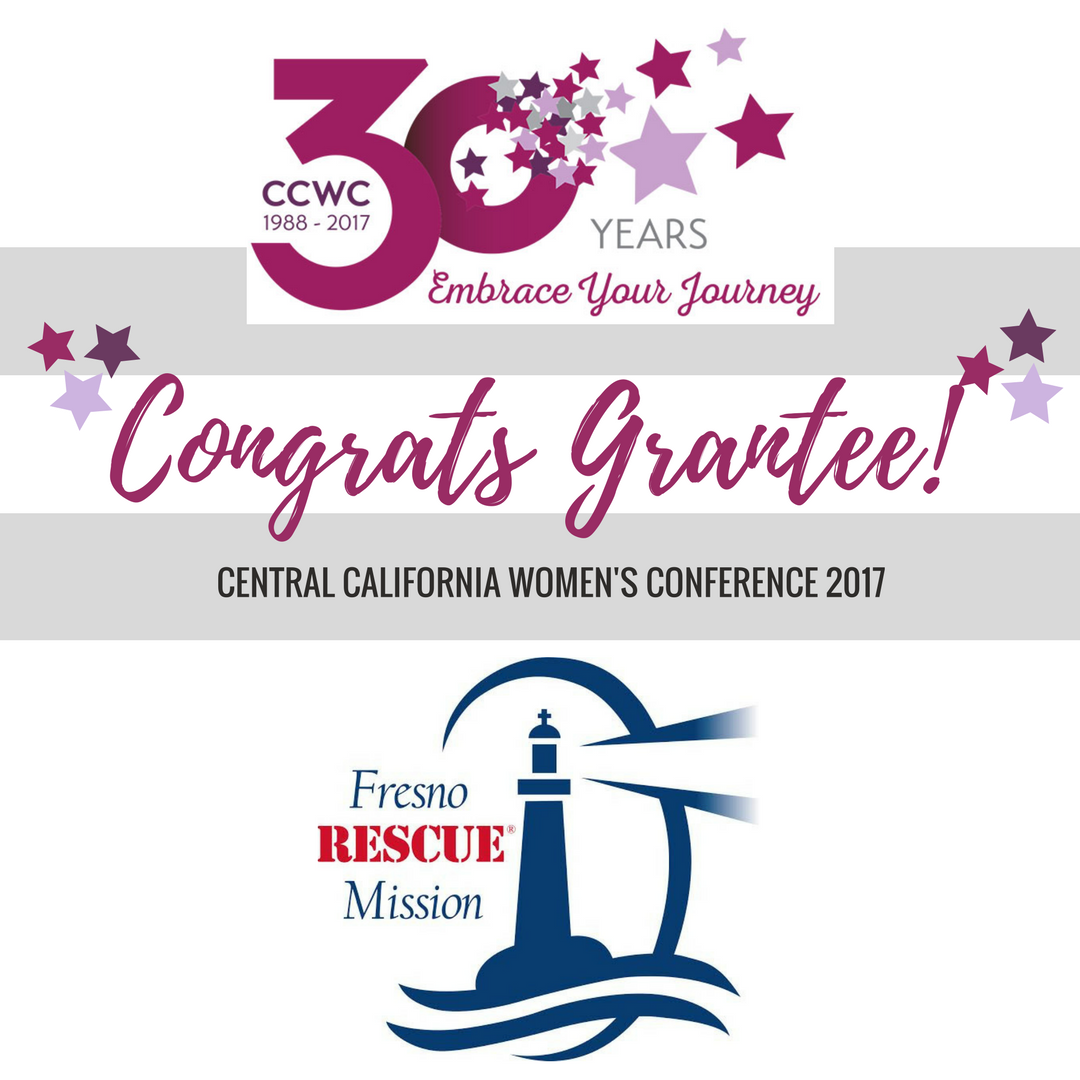 30
CCWC
1988 - 2017
YEARS
Embrace Your Journey
Congrats Grantee!
CENTRAL CALIFORNIA WOMEN'S CONFERENCE 2017
Fresno
RESCUE®
Mission